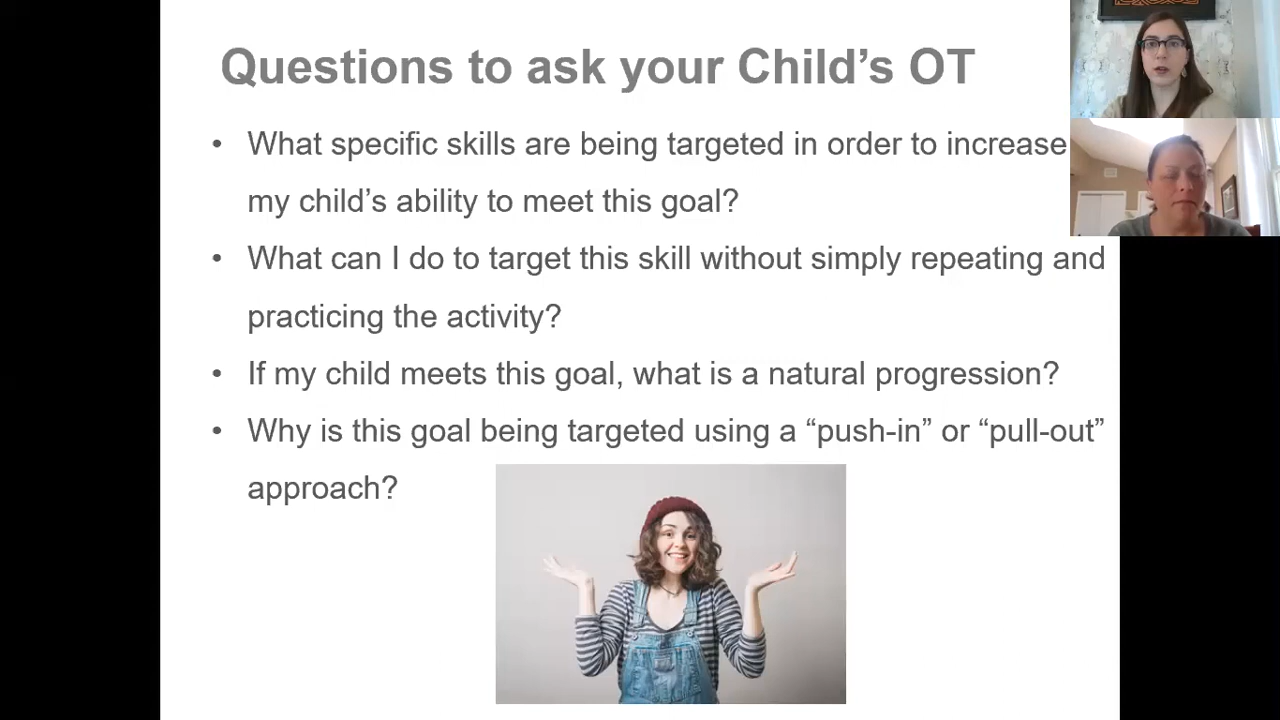 Questions to ask your Child’s OT
• What specific skills are being targeted in order to increase
my child’s ability to meet this goal?
• What can I do to target this skill without simply repeating and
practicing the activity?
• If my child meets this goal, what is a natural progression?
• Why is this goal being targeted using a “push-in” or “pull-out”
approach?